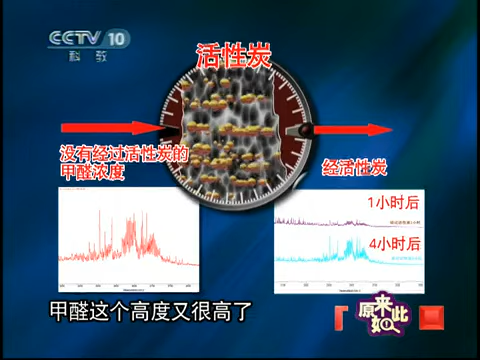 CCTV 10
科教
活性炭
没有经过活性炭的
甲醛浓度
经活性炭
1小时后
4小时后
甲醛这个高度又很高了
原来如此